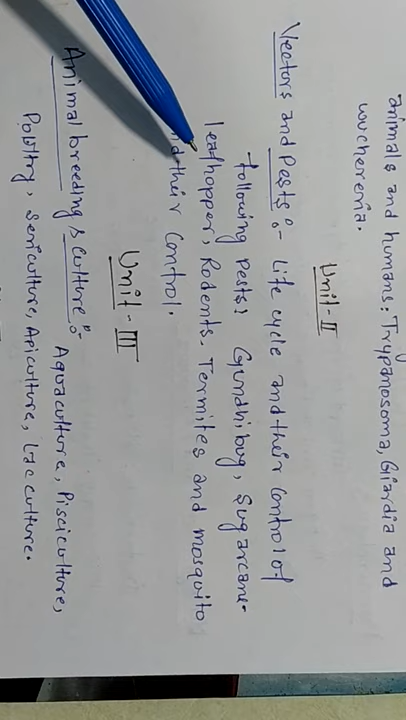 animals and humans: Trypanosoma, Giardia and
wuchereria.
Unit-II
Vectors and Pests:- Life cycle and their control of
following Pests: Gundhi bug, Sugarcane-
leafhopper, Rodents, Termites and mosquito
and their control.
Unit-III
Animal breeding & culture:- Aquaculture, Pisciculture,
Poultry, Sericulture, Apiculture, Lac culture.